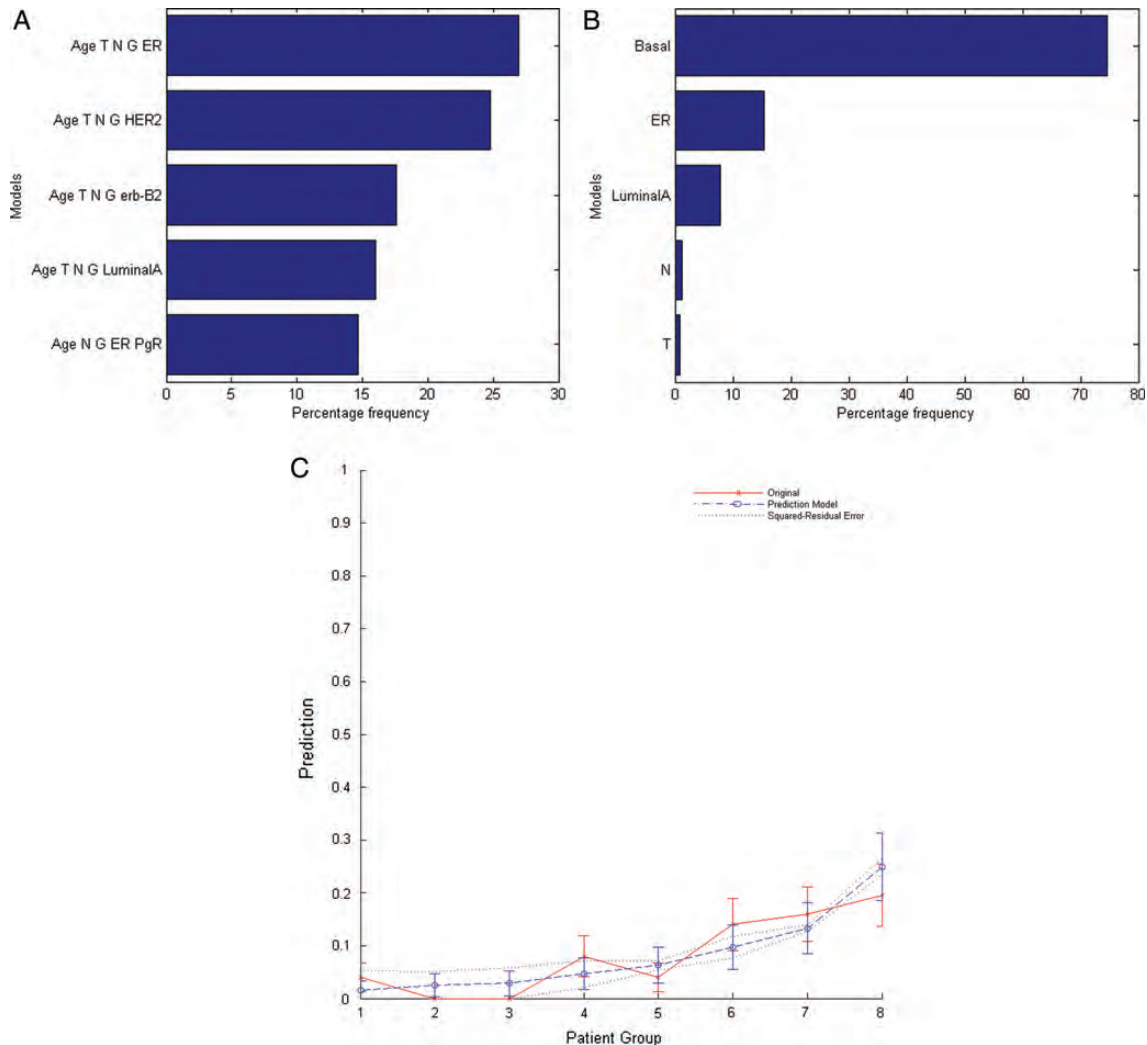 A
Models
Age T N G ER
Age T N G HER2
Age T N G erb-B2
Age T N G LuminalA
Age N G ER PgR
0 5 10 15 20 25 30
Percentage frequency
B
Models
Basal
ER
LuminalA
N
T
0 10 20 30 40 50 60 70 80
Percentage frequency
C
Original
Prediction Model
Squared-Residual Error
Prediction
1
0.9
0.8
0.7
0.6
0.5
0.4
0.3
0.2
0.1
0
1 2 3 4 5 6 7 8
Patient Group